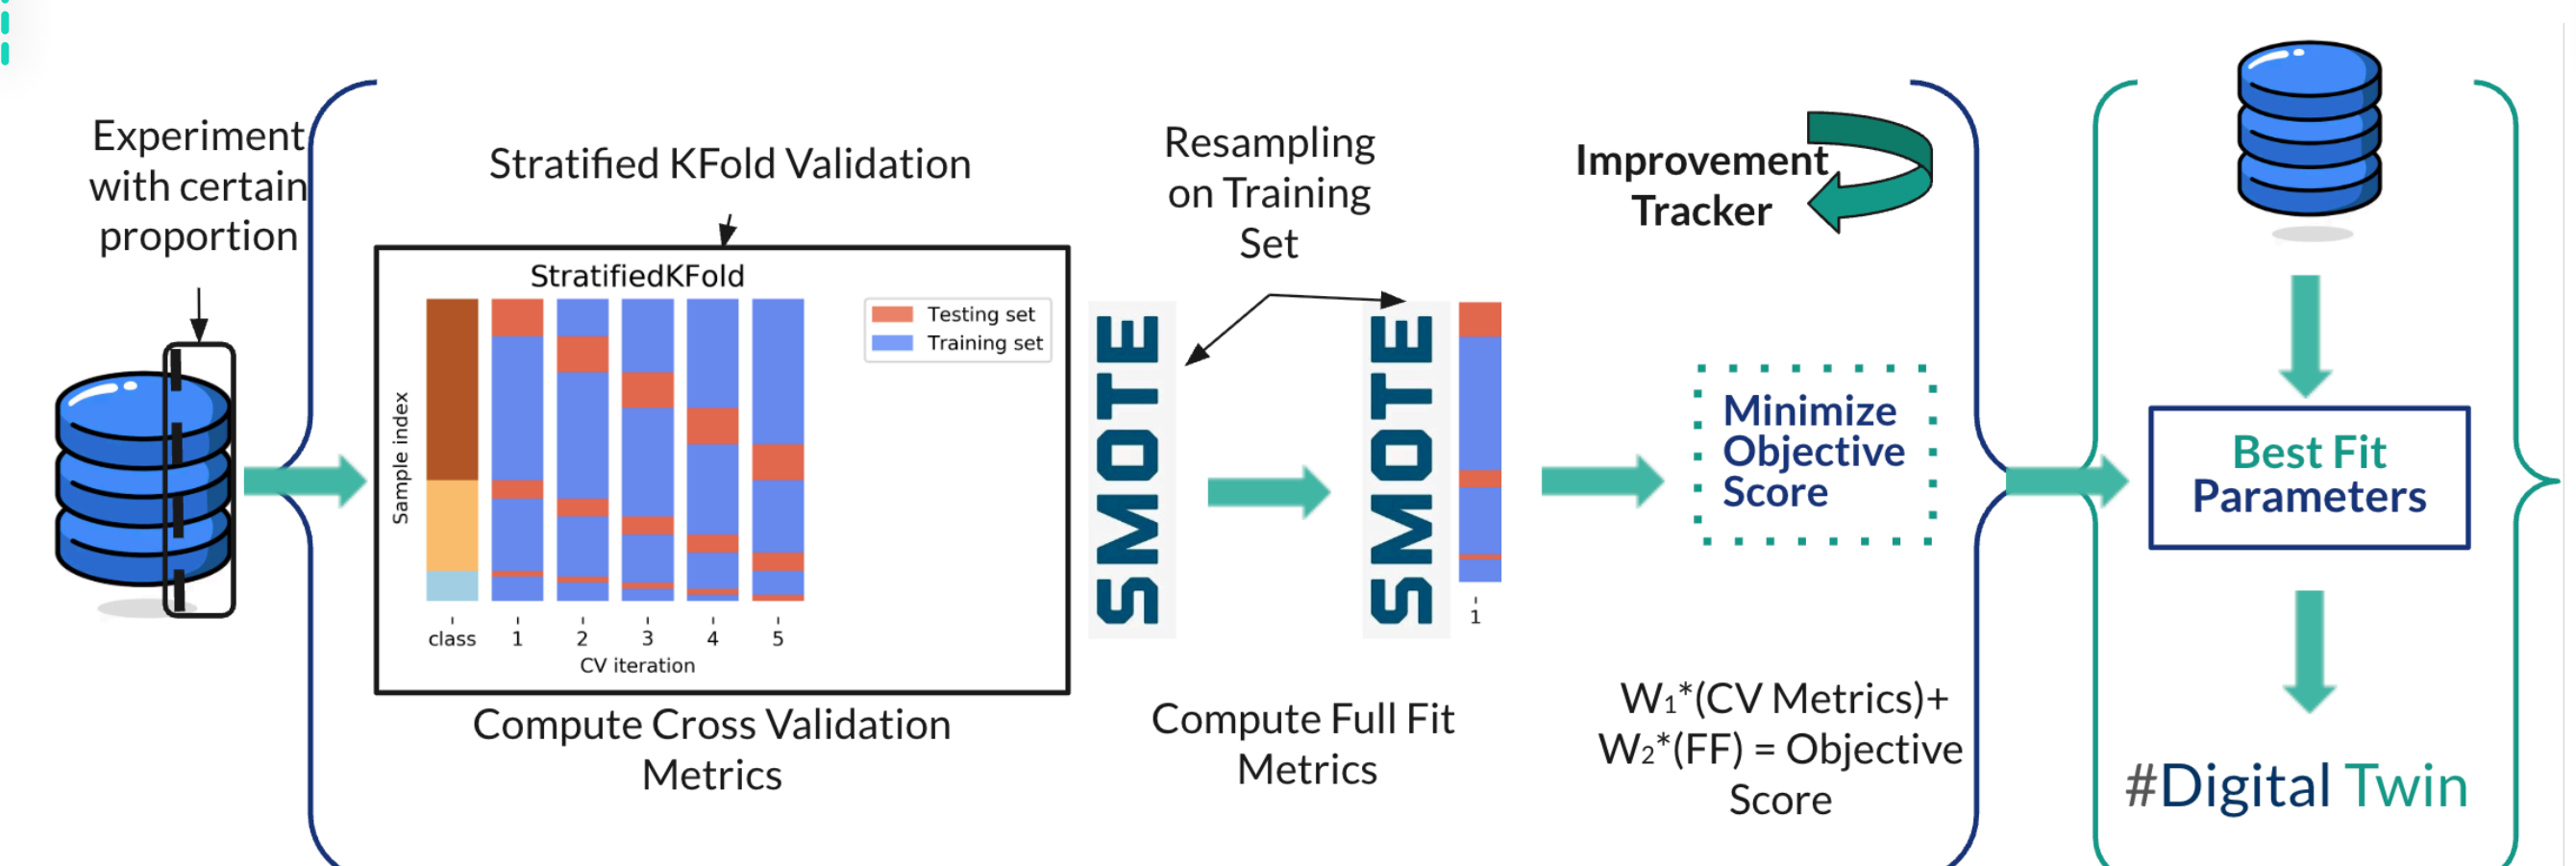 Experiment
with certain
proportion
Stratified KFold Validation
StratifiedKFold
Testing set
Training set
Sample index
class
1
2
3
4
5
CV iteration
Compute Cross Validation
Metrics
Resampling
on Training
Set
SMOTE
SMOTE
1
Compute Full Fit
Metrics
Improvement
Tracker
Minimize
Objective
Score
W1*(CV Metrics)+
W2*(FF) = Objective
Score
Best Fit
Parameters
#Digital Twin